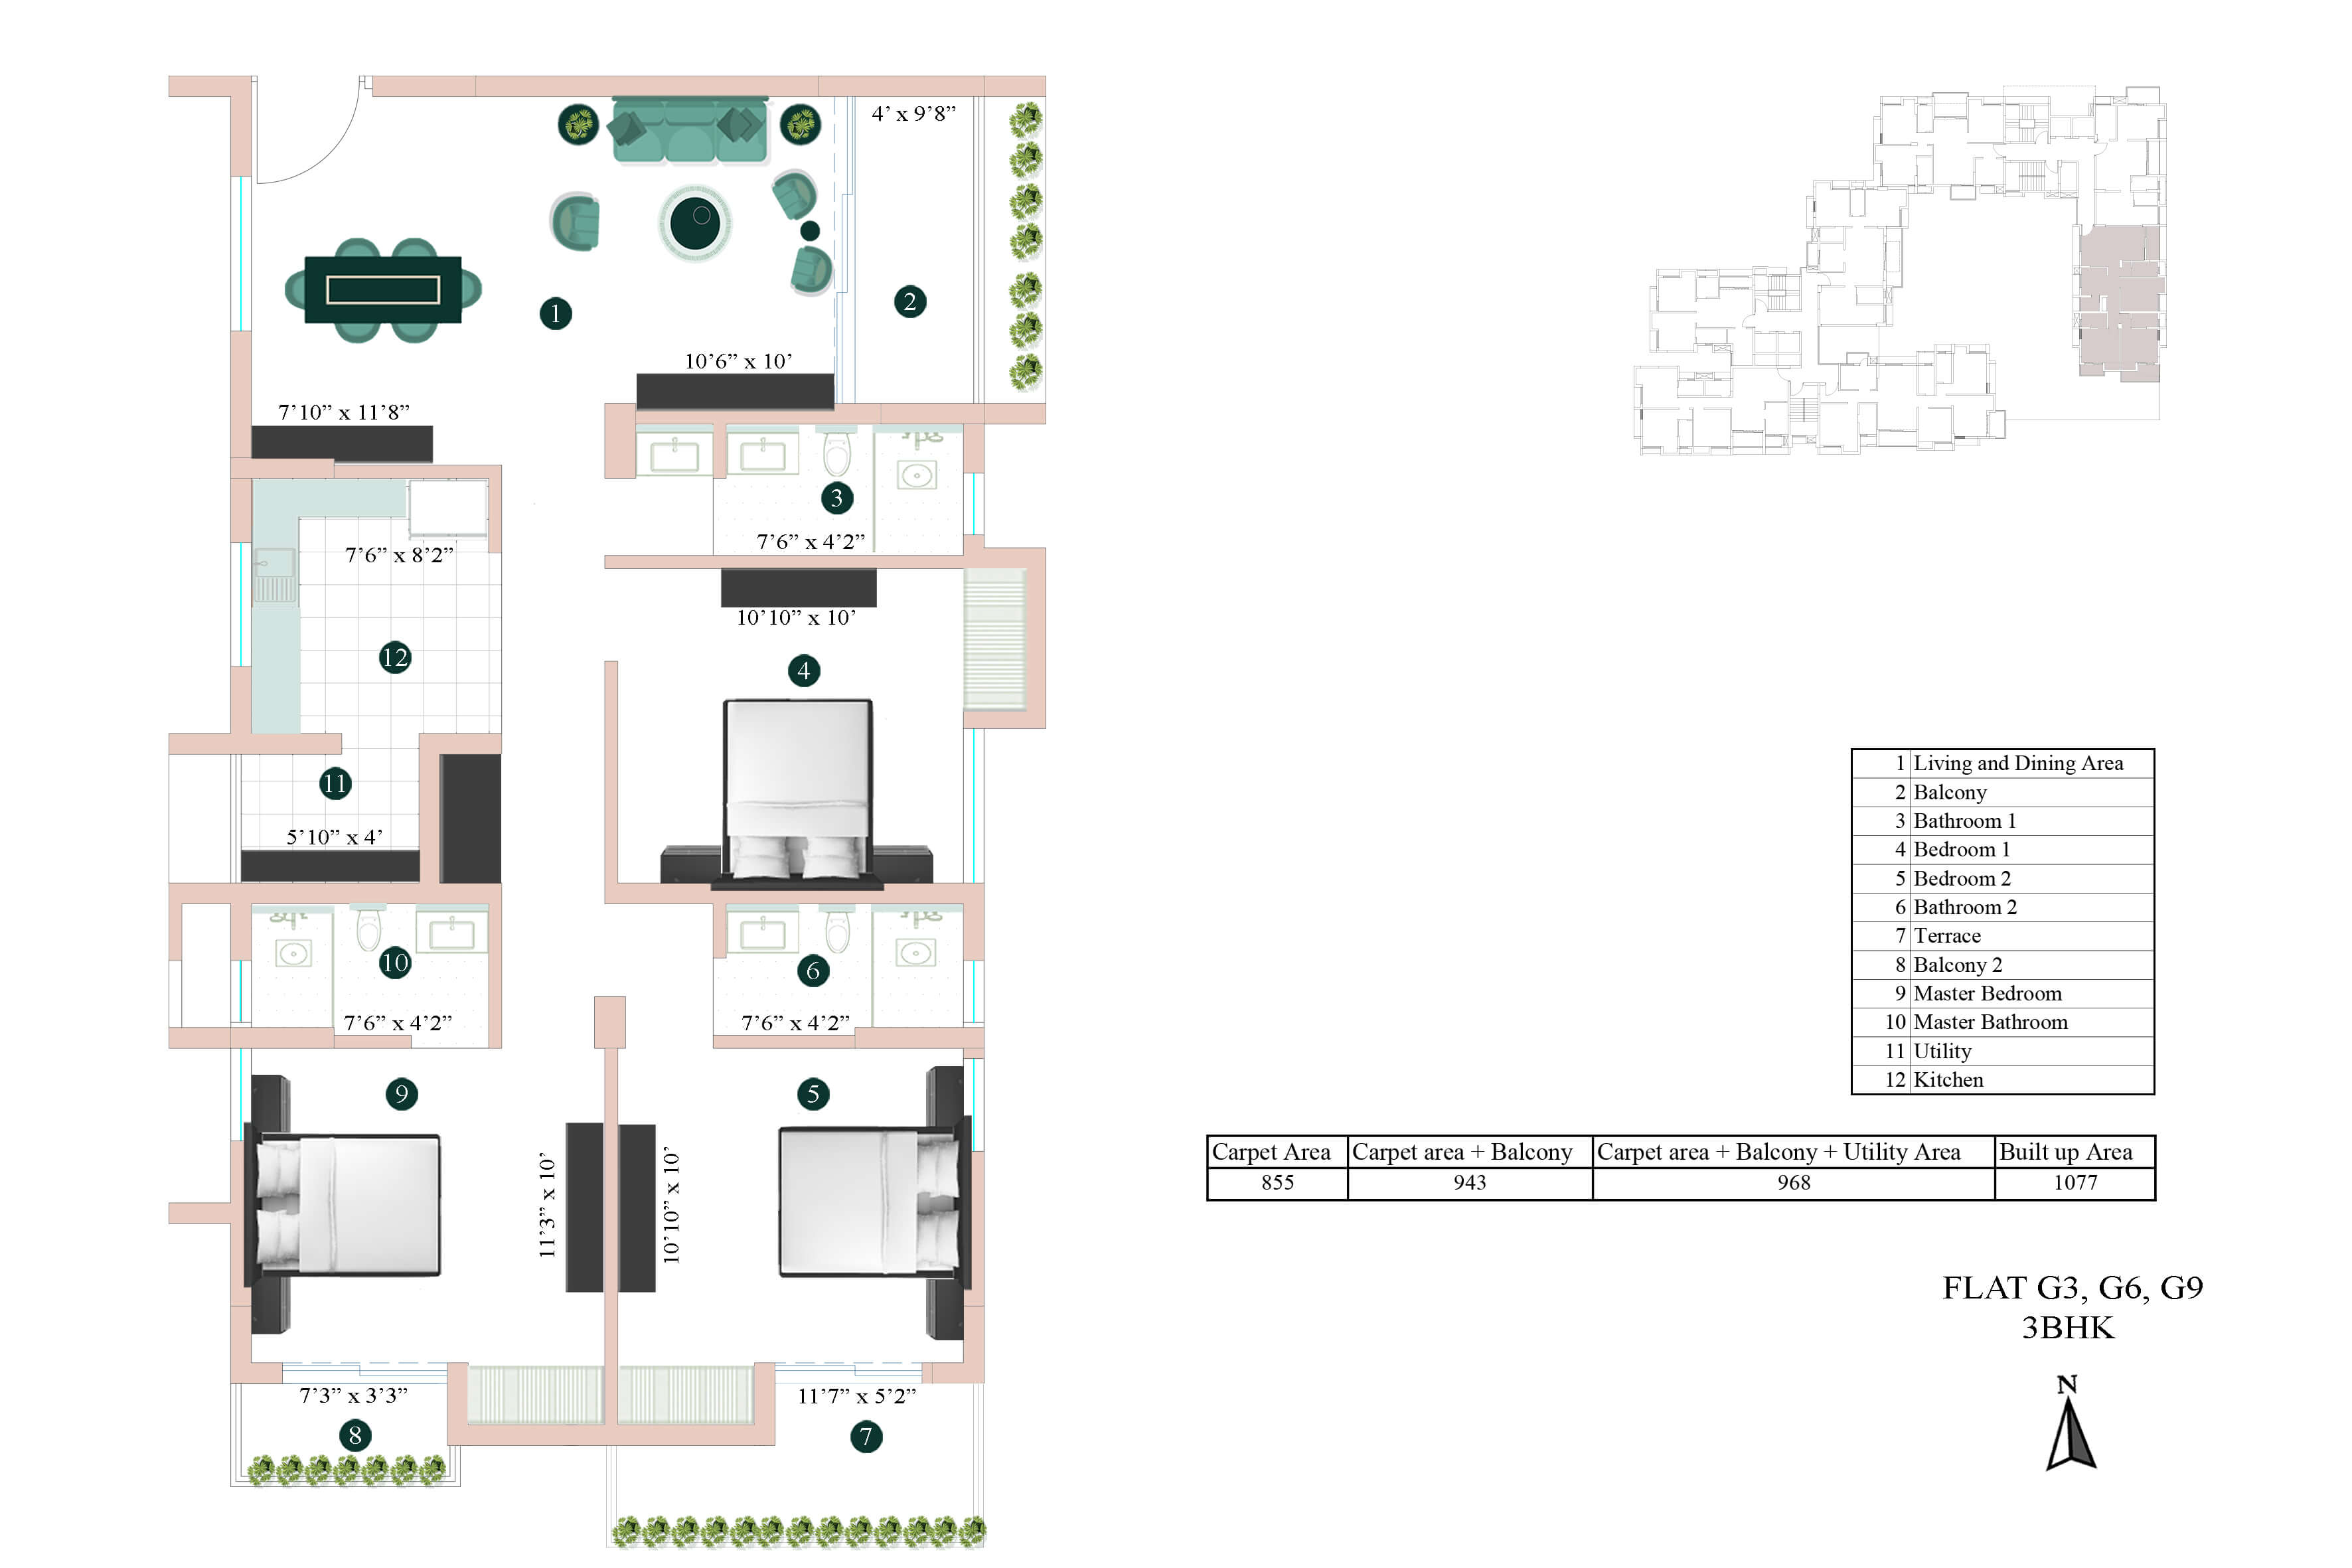 4’ x 9’8”
2
1
10’6” x 10’
7’10” x 11’8”
3
7’6” x 4’2”
7’6” x 8’2”
10’10” x 10’
12
4
11
5’10” x 4’
10
6
7’6” x 4’2”
7’6” x 4’2”
9
5
11’3” x 10’
10’10” x 10’
7’3” x 3’3”
11’7” x 5’2”
8
7
1 Living and Dining Area
2 Balcony
3 Bathroom 1
4 Bedroom 1
5 Bedroom 2
6 Bathroom 2
7 Terrace
8 Balcony 2
9 Master Bedroom
10 Master Bathroom
11 Utility
12 Kitchen
Carpet Area Carpet area + Balcony Carpet area + Balcony + Utility Area Built up Area
855 943 968 1077
FLAT G3, G6, G9
3BHK
N